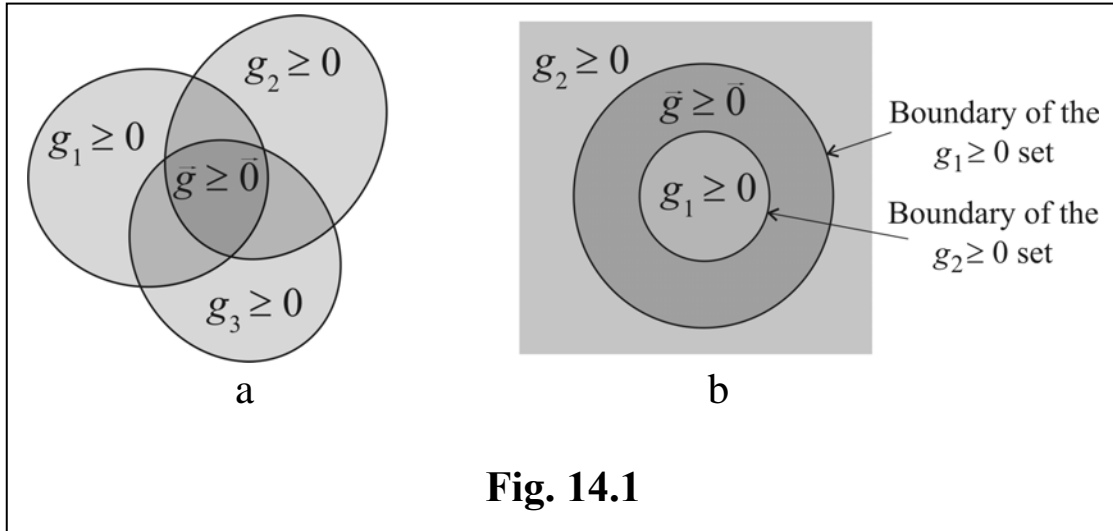 g₂ ≥ 0
g₁ ≥ 0
g⃗ ≥ 0⃗
g₃ ≥ 0
a
g₂ ≥ 0
g⃗ ≥ 0⃗
g₁ ≥ 0
Boundary of the
g₁ ≥ 0 set
Boundary of the
g₂ ≥ 0 set
b
Fig. 14.1